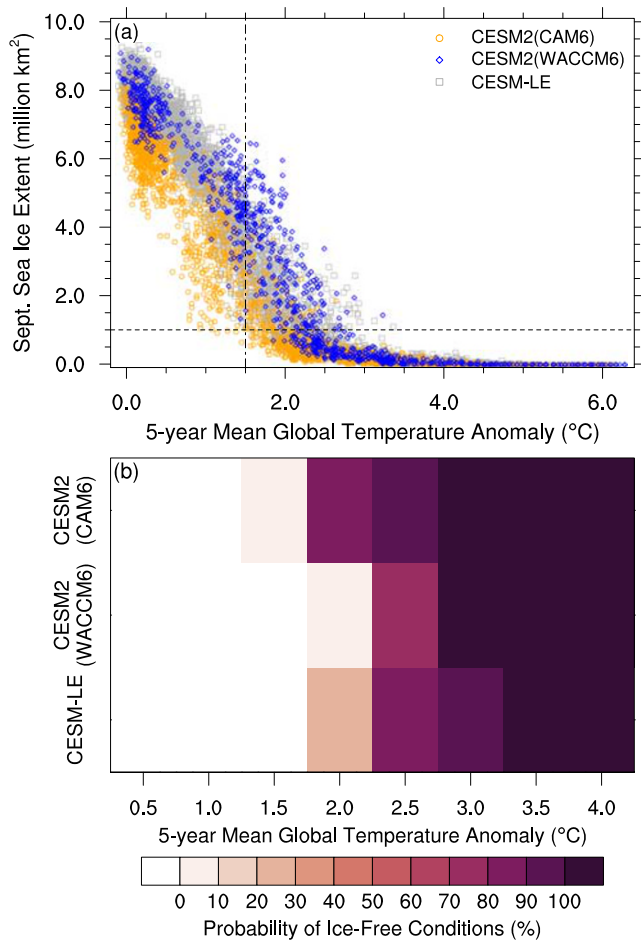 (a)
CESM2(CAM6)
CESM2(WACCM6)
CESM-LE
10.0
8.0
6.0
4.0
2.0
0.0
Sept. Sea Ice Extent (million km²)
0.0 2.0 4.0 6.0
5-year Mean Global Temperature Anomaly (°C)
(b)
CESM2
(CAM6)
CESM2
(WACCM6)
CESM-LE
0.5 1.0 1.5 2.0 2.5 3.0 3.5 4.0
5-year Mean Global Temperature Anomaly (°C)
0 10 20 30 40 50 60 70 80 90 100
Probability of Ice-Free Conditions (%)